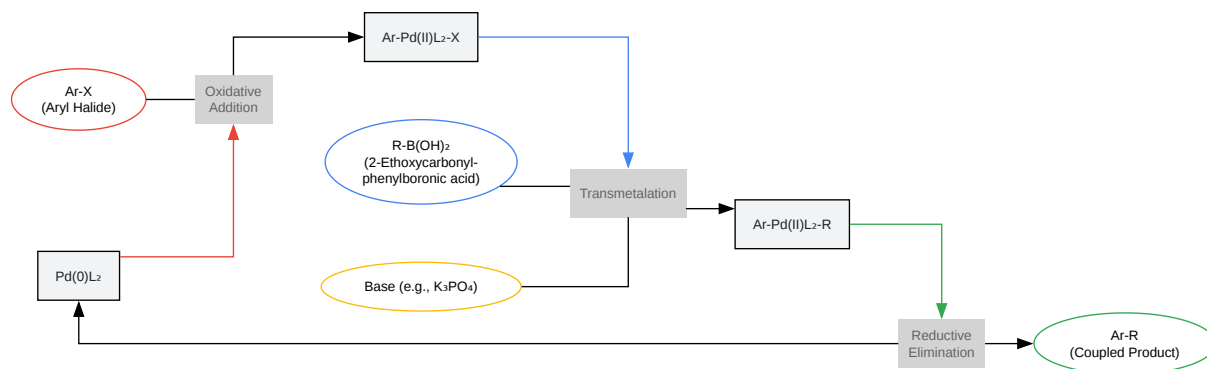 Ar-Pd(II)L₂-X
Ar-X
(Aryl Halide)
Oxidative
Addition
R-B(OH)₂
(2-Ethoxycarbonyl-
phenylboronic acid)
Transmetalation
Ar-Pd(II)L₂-R
Pd(0)L₂
Base (e.g., K₃PO₄)
Reductive
Elimination
Ar-R
(Coupled Product)